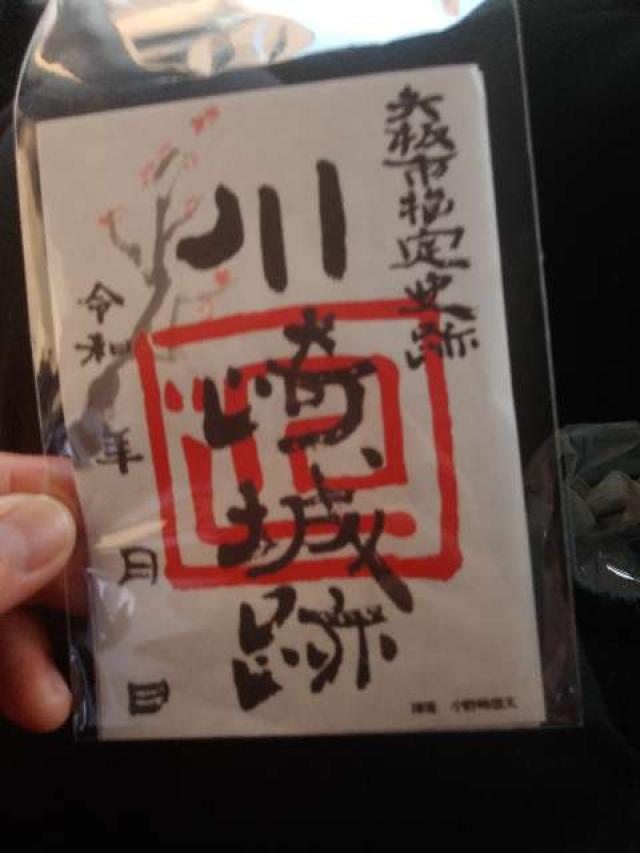 矢板市指定史跡
川崎城跡
令和 年 月 日